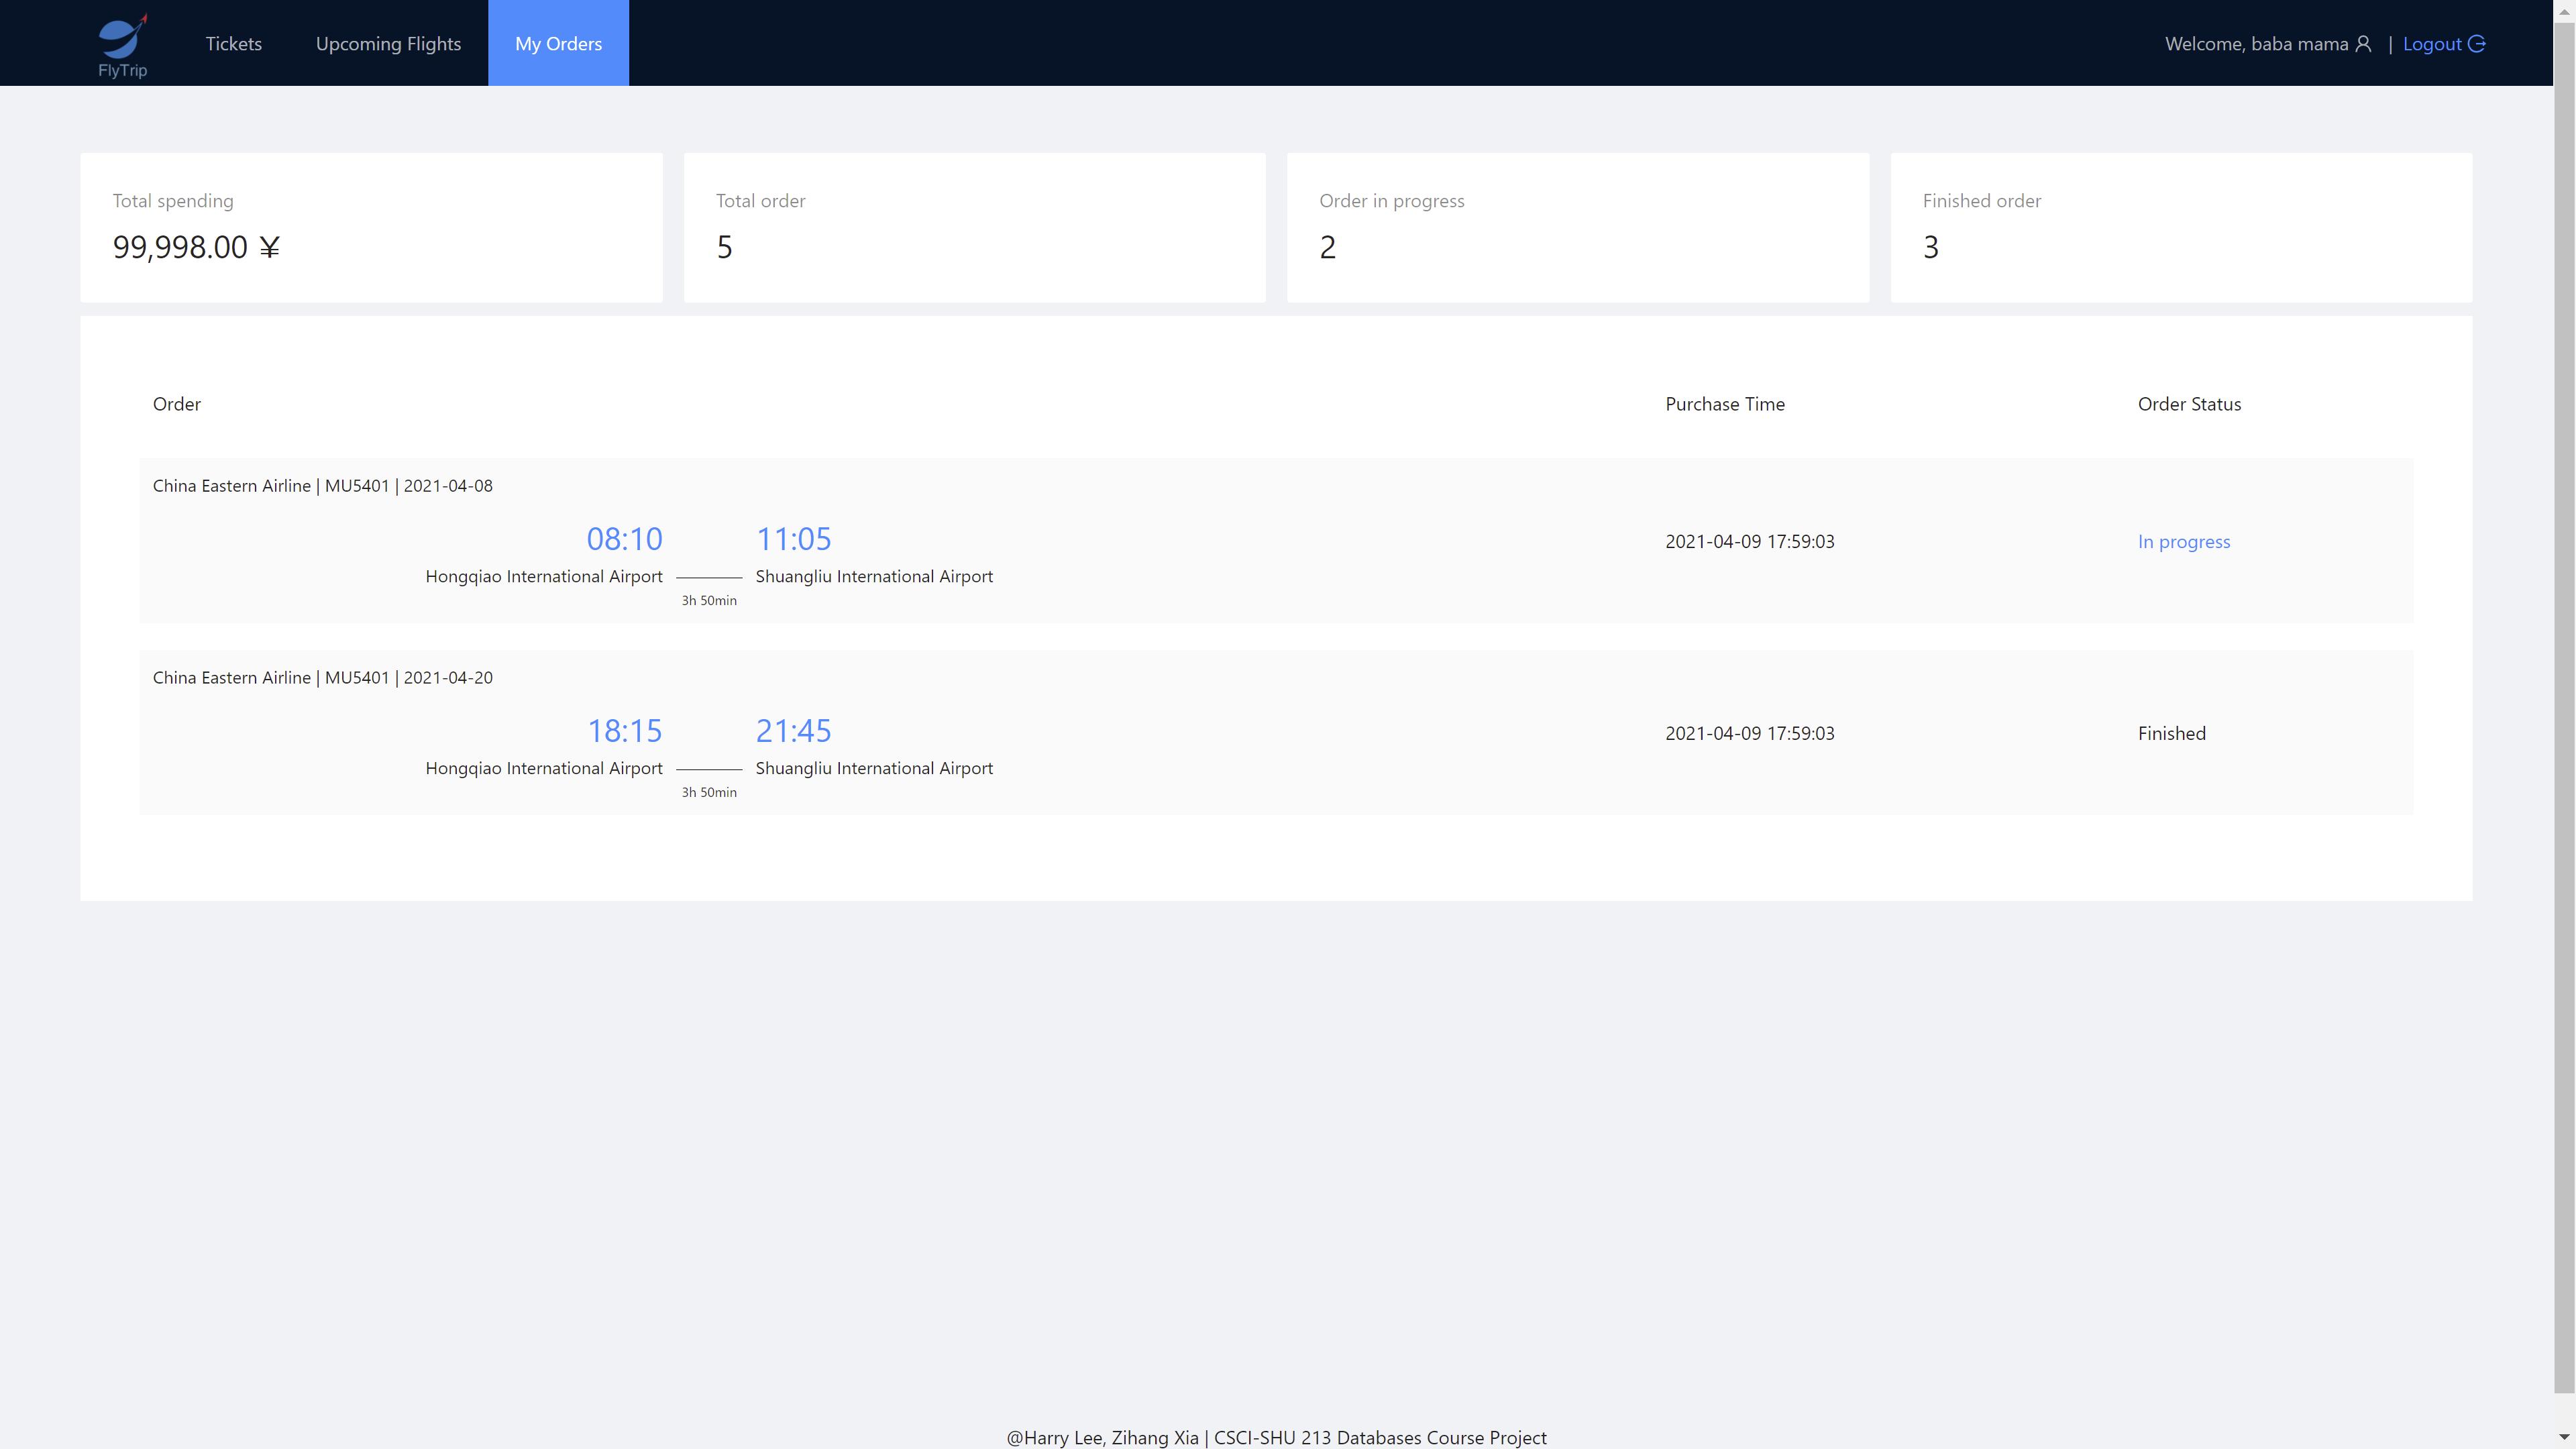 FlyTrip
Tickets Upcoming Flights My Orders Welcome, baba mama | Logout
Total spending Total order Order in progress Finished order
99,998.00 ¥ 5 2 3
Order Purchase Time Order Status
China Eastern Airline | MU5401 | 2021-04-08
08:10 11:05
2021-04-09 17:59:03 In progress
Hongqiao International Airport Shuangliu International Airport
3h 50min
China Eastern Airline | MU5401 | 2021-04-20
18:15 21:45
2021-04-09 17:59:03 Finished
Hongqiao International Airport Shuangliu International Airport
3h 50min
@Harry Lee, Zihang Xia | CSCI-SHU 213 Databases Course Project